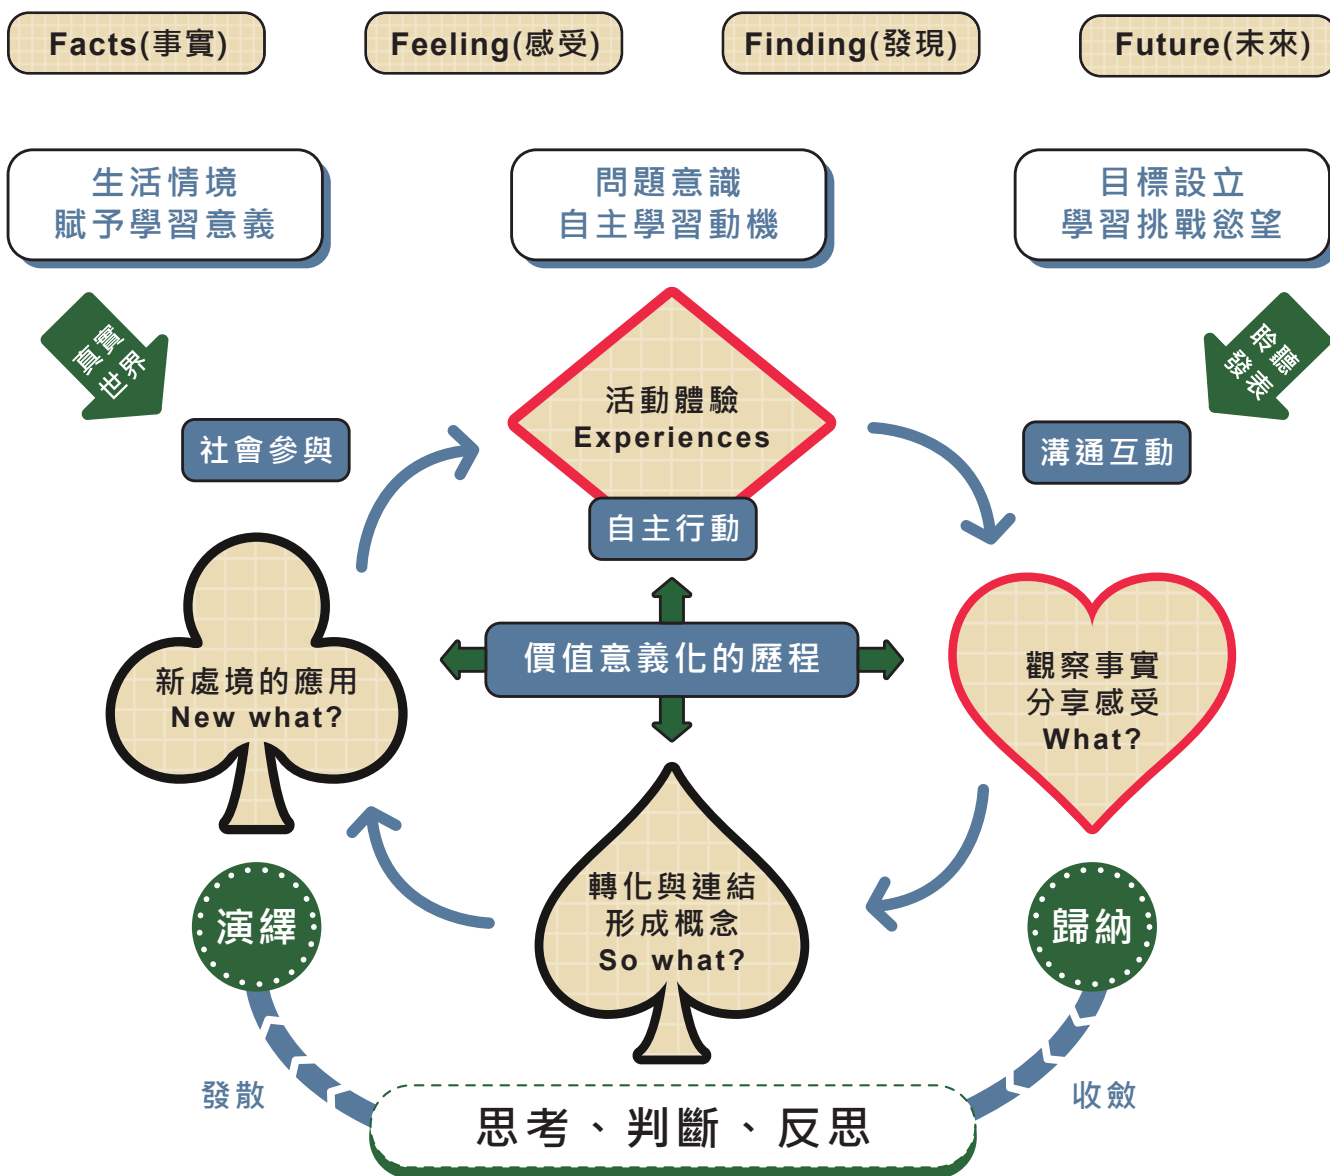 Facts(事實)
Feeling(感受)
Finding(發現)
Future(未來)
生活情境
賦予學習意義
問題意識
自主學習動機
目標設立
學習挑戰慾望
真實
世界
聆聽
發表
活動體驗
Experiences
社會參與
溝通互動
自主行動
價值意義化的歷程
新處境的應用
New what?
觀察事實
分享感受
What?
轉化與連結
形成概念
So what?
演繹
歸納
發散
收斂
思考、判斷、反思